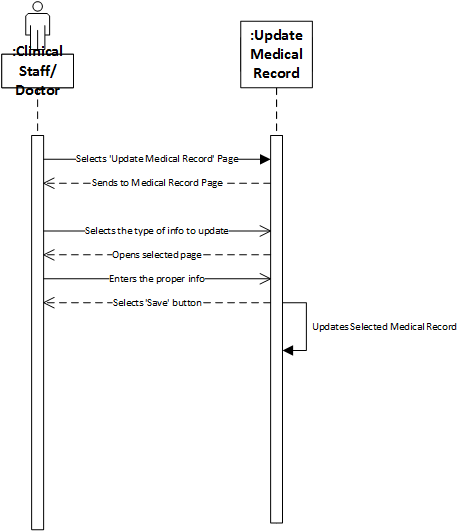 :Clinical
Staff/
Doctor
:Update
Medical
Record
Selects 'Update Medical Record' Page
Sends to Medical Record Page
Selects the type of info to update
Opens selected page
Enters the proper info
Selects 'Save' button
Updates Selected Medical Record